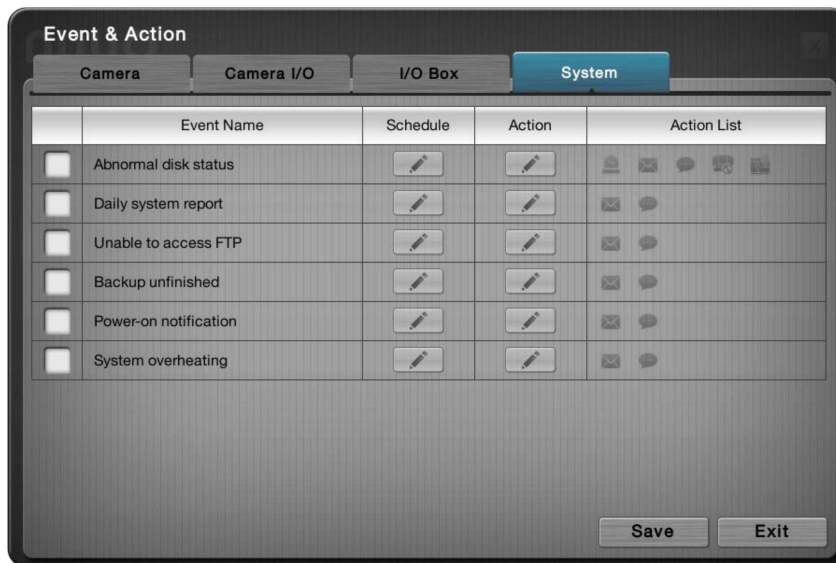 Event & Action
Camera Camera I/O I/O Box System
Event Name Schedule Action Action List
Abnormal disk status
Daily system report
Unable to access FTP
Backup unfinished
Power-on notification
System overheating
Save Exit